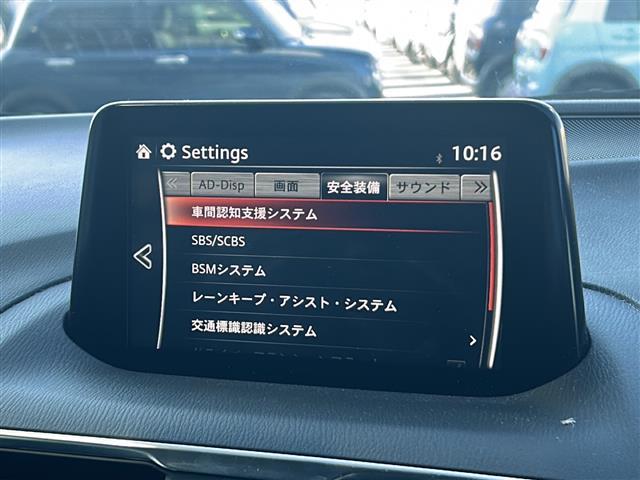 Settings 10:16
AD-Disp 画面 安全装備 サウンド
車間認知支援システム
SBS/SCBS
BSMシステム
レーンキープ・アシスト・システム
交通標識認識システム